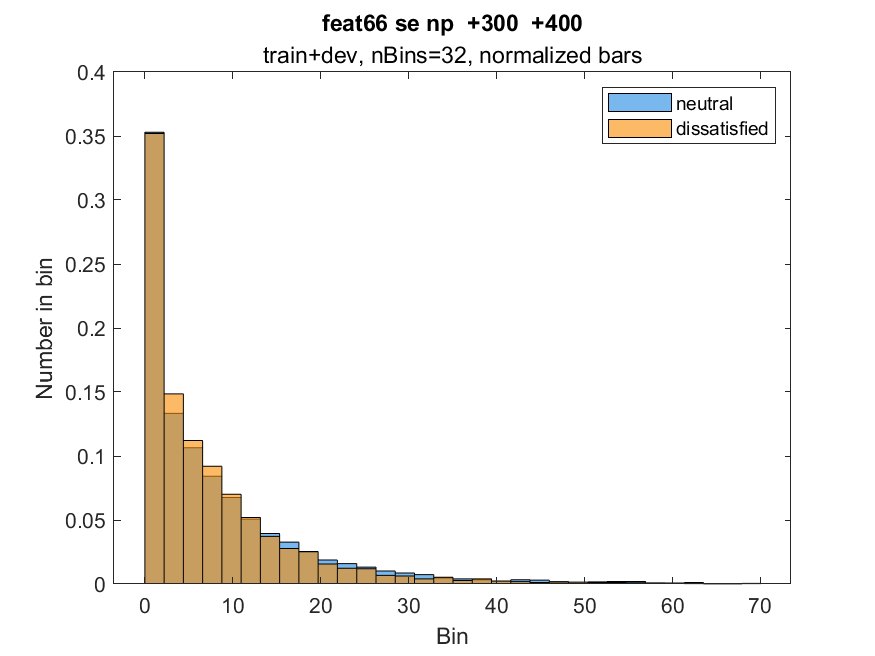 feat66 se np  +300  +400
train+dev, nBins=32, normalized bars
neutral
dissatisfied
0.4
0.35
0.3
0.25
0.2
0.15
0.1
0.05
0
Number in bin
0 10 20 30 40 50 60 70
Bin